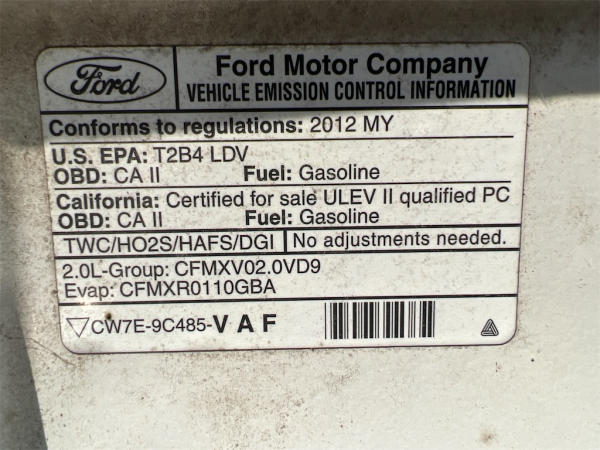 Ford
Ford Motor Company
VEHICLE EMISSION CONTROL INFORMATION
Conforms to regulations: 2012 MY
U.S. EPA: T2B4 LDV
OBD: CA II Fuel: Gasoline
California: Certified for sale ULEV II qualified PC
OBD: CA II Fuel: Gasoline
TWC/HO2S/HAFS/DGI No adjustments needed.
2.0L-Group: CFMXV02.0VD9
Evap: CFMXR0110GBA
CW7E-9C485-V A F